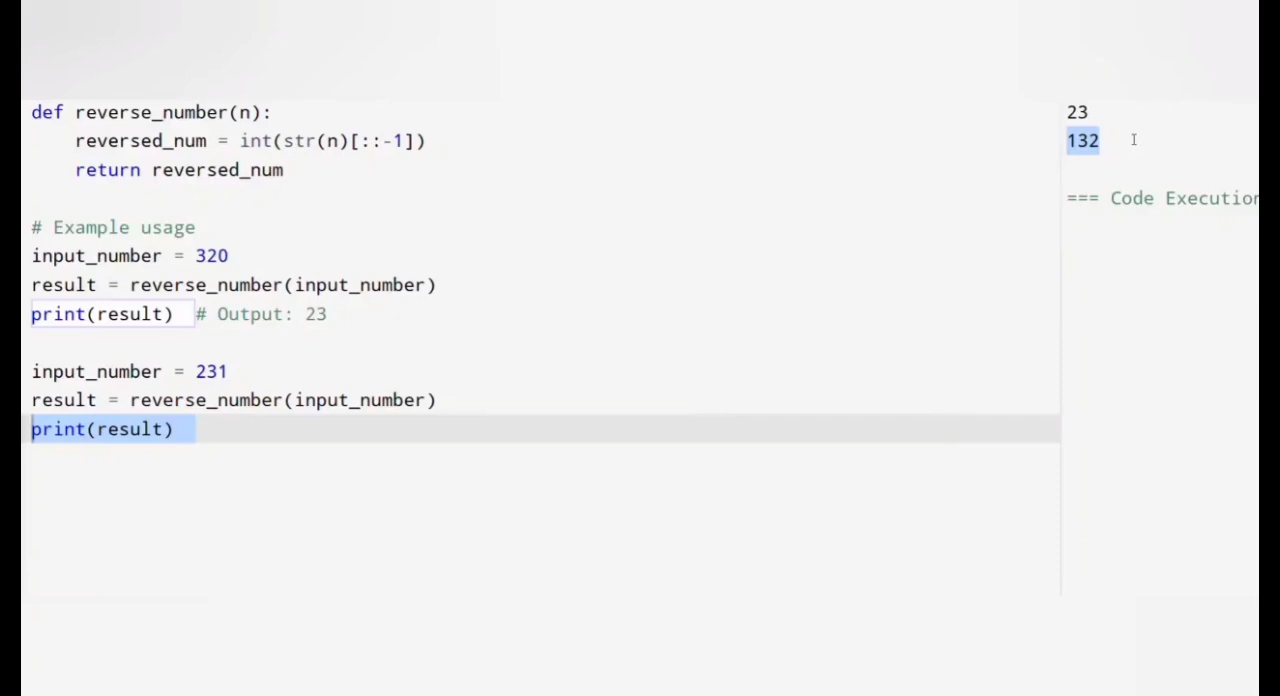 def reverse_number(n):
    reversed_num = int(str(n)[::-1])
    return reversed_num

# Example usage
input_number = 320
result = reverse_number(input_number)
print(result)  # Output: 23

input_number = 231
result = reverse_number(input_number)
print(result)
23
132
=== Code Execution